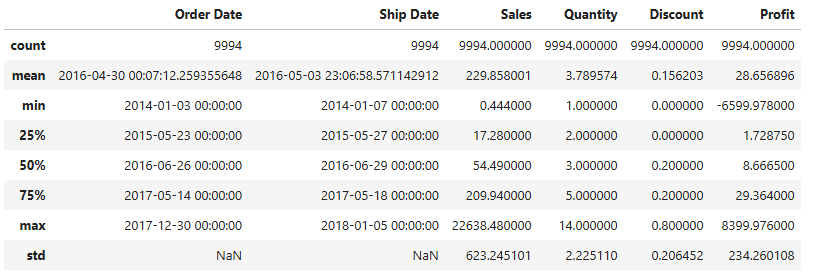 Order Date Ship Date Sales Quantity Discount Profit
count 9994 9994 9994.000000 9994.000000 9994.000000 9994.000000
mean 2016-04-30 00:07:12.259355648 2016-05-03 23:06:58.571142912 229.858001 3.789574 0.156203 28.656896
min 2014-01-03 00:00:00 2014-01-07 00:00:00 0.444000 1.000000 0.000000 -6599.978000
25% 2015-05-23 00:00:00 2015-05-27 00:00:00 17.280000 2.000000 0.000000 1.728750
50% 2016-06-26 00:00:00 2016-06-29 00:00:00 54.490000 3.000000 0.200000 8.666500
75% 2017-05-14 00:00:00 2017-05-18 00:00:00 209.940000 5.000000 0.200000 29.364000
max 2017-12-30 00:00:00 2018-01-05 00:00:00 22638.480000 14.000000 0.800000 8399.976000
std NaN NaN 623.245101 2.225110 0.206452 234.260108